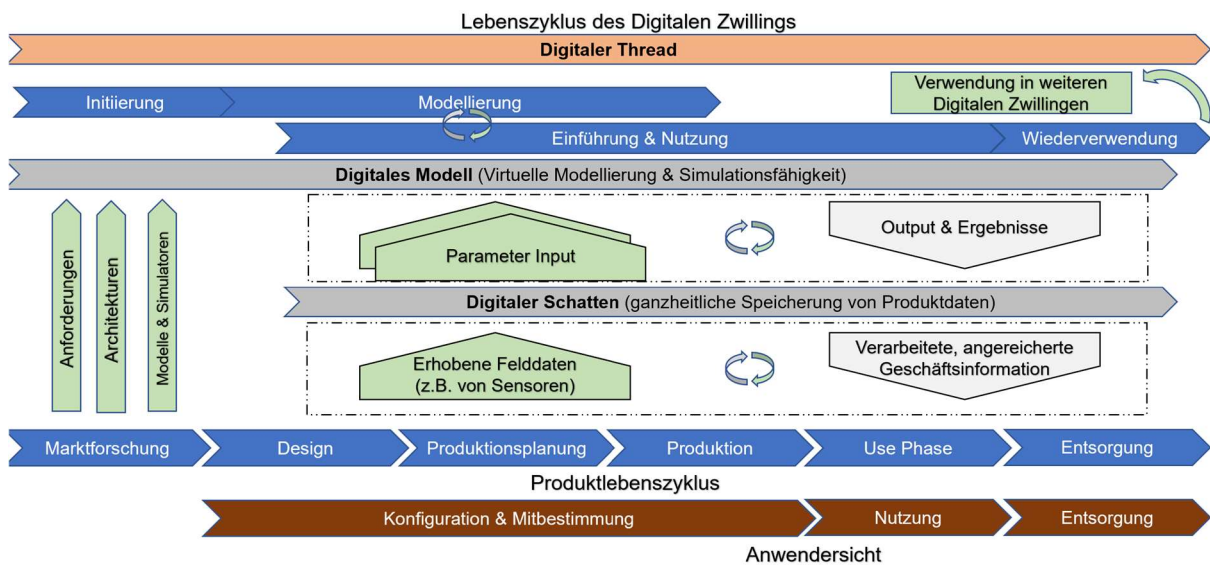 Lebenszyklus des Digitalen Zwillings
Digitaler Thread
Initiierung
Modellierung
Verwendung in weiteren
Digitalen Zwillingen
Einführung & Nutzung
Wiederverwendung
Digitales Modell (Virtuelle Modellierung & Simulationsfähigkeit)
Anforderungen
Architekturen
Modelle & Simulatoren
Parameter Input
Output & Ergebnisse
Digitaler Schatten (ganzheitliche Speicherung von Produktdaten)
Erhobene Felddaten
(z.B. von Sensoren)
Verarbeitete, angereicherte
Geschäftsinformation
Marktforschung
Design
Produktionsplanung
Produktion
Use Phase
Entsorgung
Produktlebenszyklus
Konfiguration & Mitbestimmung
Nutzung
Entsorgung
Anwendersicht